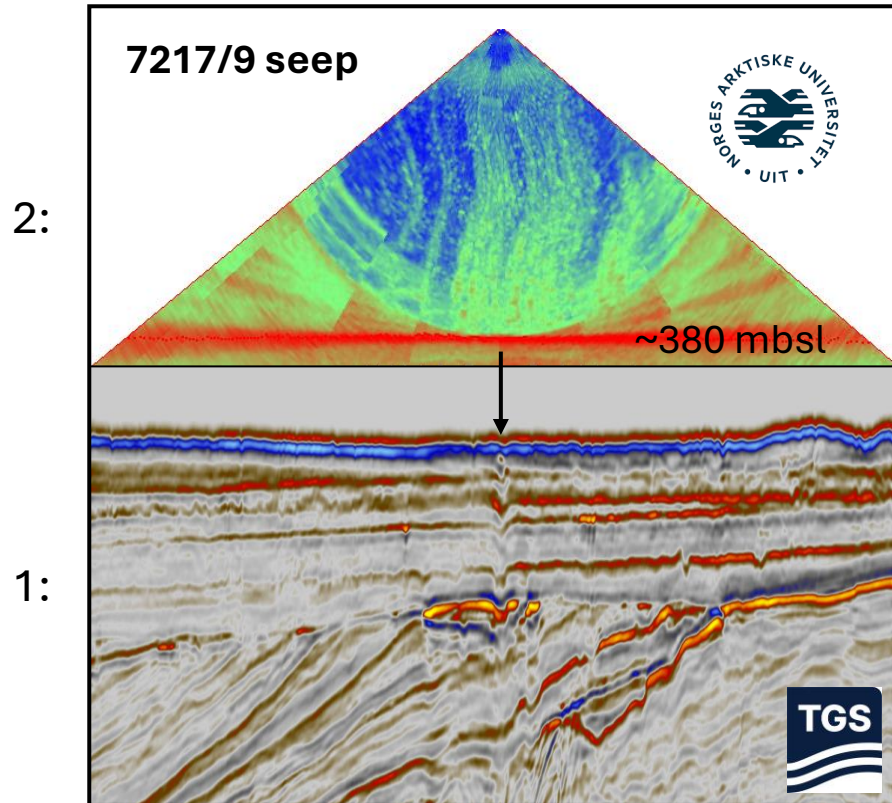 7217/9 seep
NORGES ARKTISKE UNIVERSITET • UIT •
2:
~380 mbsl
1:
TGS